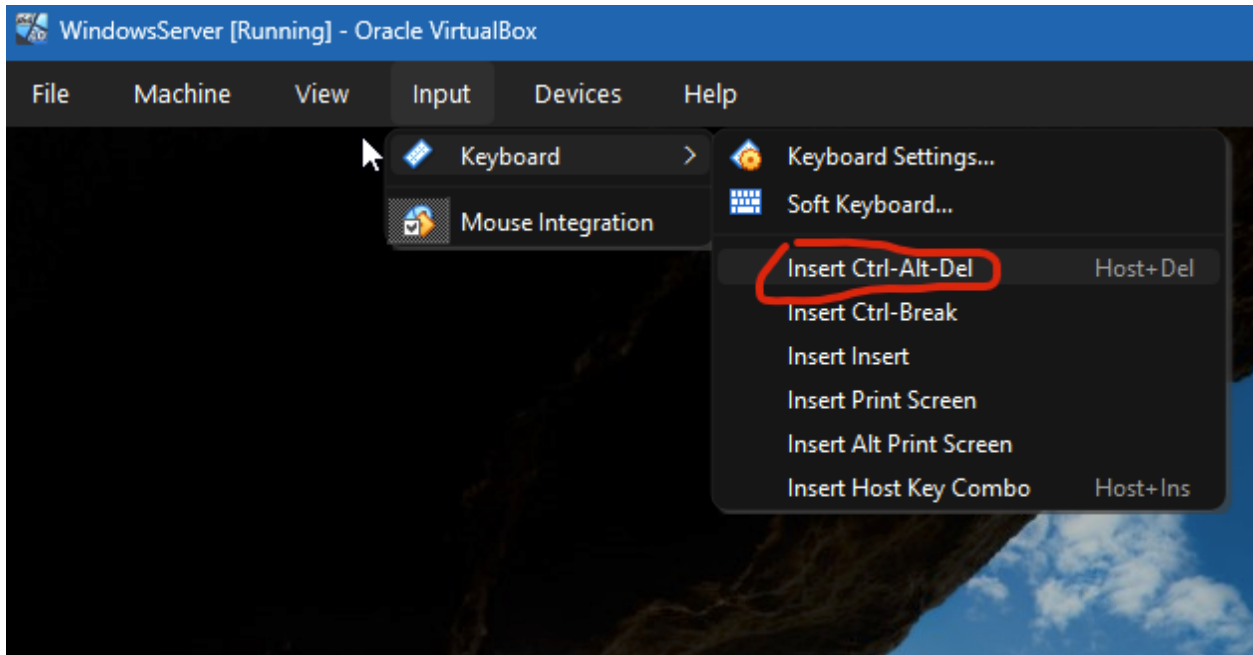 WindowsServer [Running] - Oracle VirtualBox
File Machine View Input Devices Help
Keyboard
Mouse Integration
Keyboard Settings...
Soft Keyboard...
Insert Ctrl-Alt-Del Host+Del
Insert Ctrl-Break
Insert Insert
Insert Print Screen
Insert Alt Print Screen
Insert Host Key Combo Host+Ins